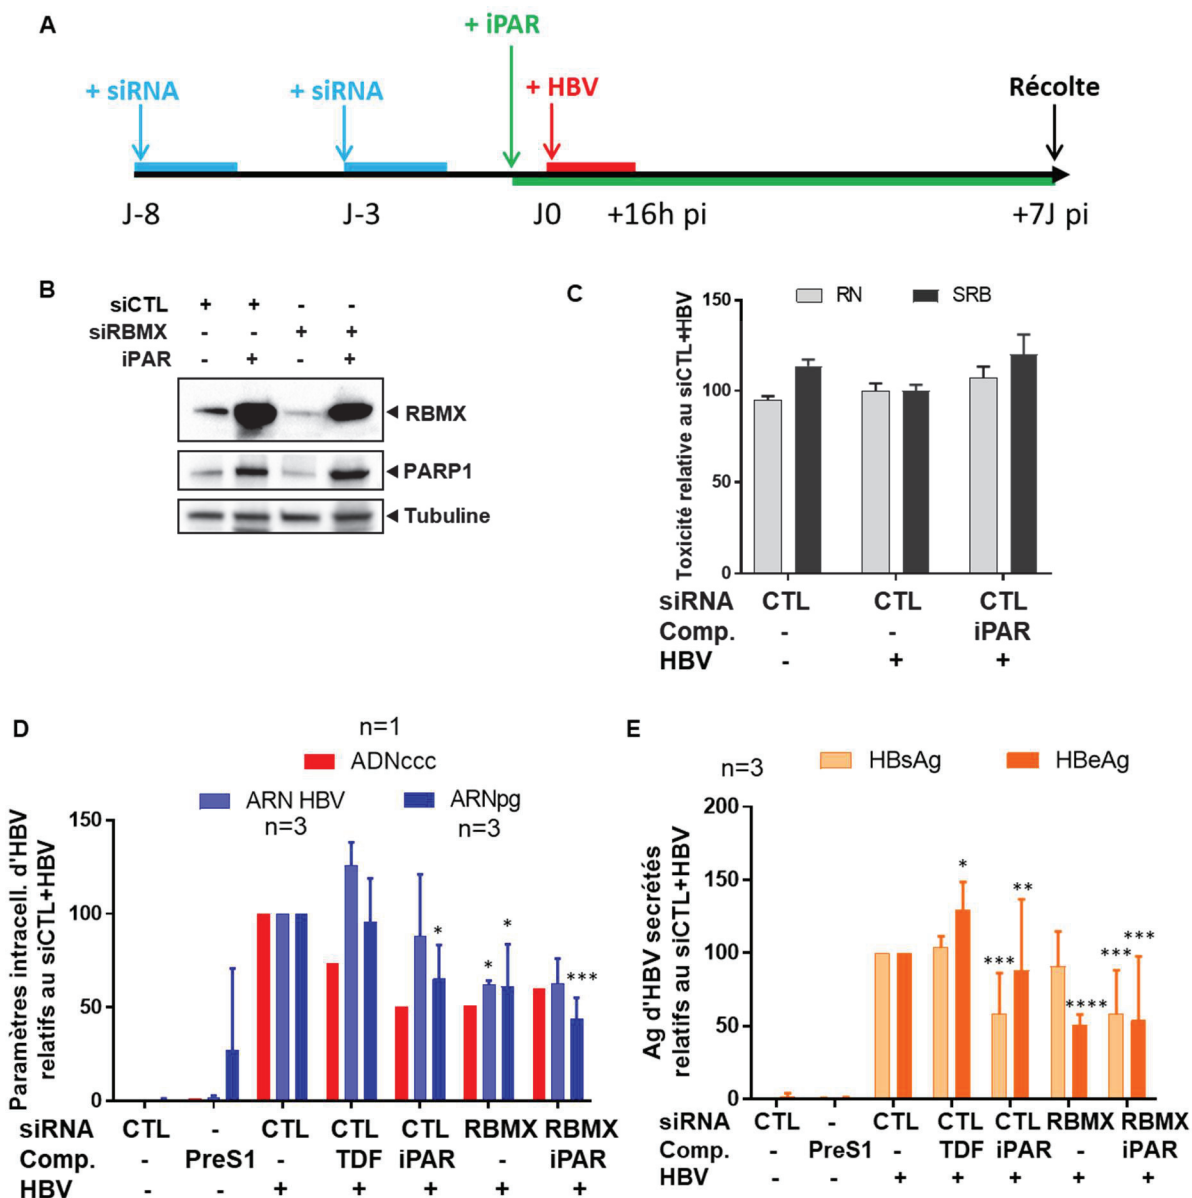 A
+ iPAR
+ siRNA + siRNA + HBV Récolte
J-8 J-3 J0 +16h pi +7J pi
B
siCTL + + - -
siRBMX - - + +
iPAR - + - +
RBMX
PARP1
Tubuline
C
RN SRB
Toxicité relative au siCTL+HBV
150
100
50
0
siRNA CTL CTL CTL
Comp. - - iPAR
HBV - + +
D
n=1
ADNccc
ARN HBV ARNpg
n=3 n=3
Paramètres intracell. d'HBV
relatifs au siCTL+HBV
150
100
50
0
* * * ***
siRNA CTL - CTL CTL CTL RBMX RBMX
Comp. - PreS1 - TDF iPAR - iPAR
HBV - - + + + + +
E
n=3
HBsAg HBeAg
Ag d'HBV secrétés
relatifs au siCTL+HBV
200
150
100
50
0
* *** ** **** *** ***
siRNA CTL - CTL CTL CTL RBMX RBMX
Comp. - PreS1 - TDF iPAR - iPAR
HBV - - + + + + +